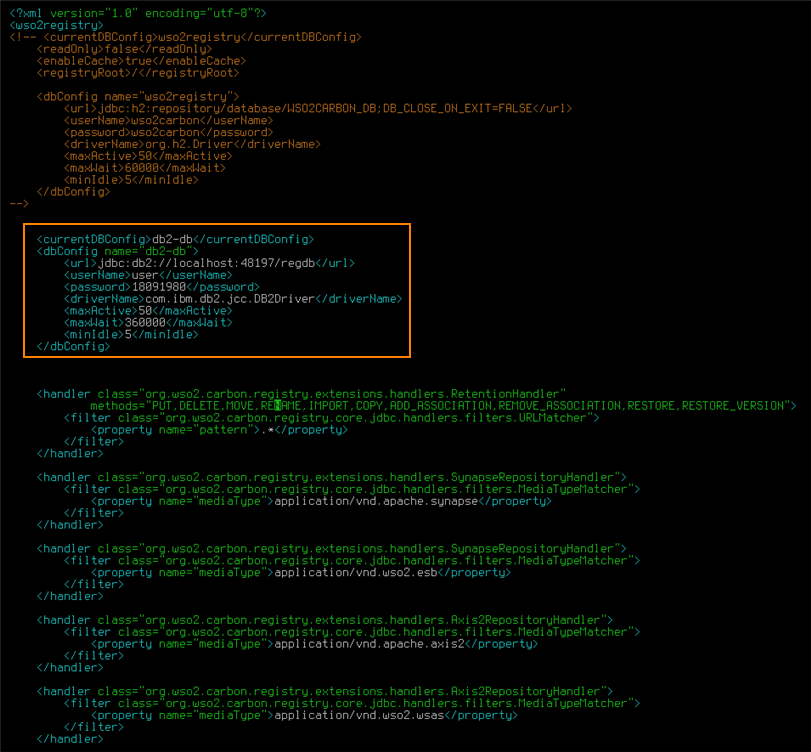 <?xml version="1.0" encoding="utf-8"?>
<wso2registry>
<!-- <currentDBConfig>wso2registry</currentDBConfig>
<readOnly>false</readOnly>
<enableCache>true</enableCache>
<registryRoot>/</registryRoot>
<dbConfig name="wso2registry">
<url>jdbc:h2:repository/database/WSO2CARBON_DB;DB_CLOSE_ON_EXIT=FALSE</url>
<userName>wso2carbon</userName>
<password>wso2carbon</password>
<driverName>org.h2.Driver</driverName>
<maxActive>50</maxActive>
<maxWait>60000</maxWait>
<minIdle>5</minIdle>
</dbConfig>
-->
<currentDBConfig>db2-db</currentDBConfig>
<dbConfig name="db2-db">
<url>jdbc:db2://localhost:48197/regdb</url>
<userName>user</userName>
<password>18091980</password>
<driverName>com.ibm.db2.jcc.DB2Driver</driverName>
<maxActive>50</maxActive>
<maxWait>360000</maxWait>
<minIdle>5</minIdle>
</dbConfig>
<handler class="org.wso2.carbon.registry.extensions.handlers.RetentionHandler"
methods="PUT,DELETE,MOVE,RENAME,IMPORT,COPY,ADD_ASSOCIATION,REMOVE_ASSOCIATION,RESTORE,RESTORE_VERSION">
<filter class="org.wso2.carbon.registry.core.jdbc.handlers.filters.URLMatcher">
<property name="pattern">.*</property>
</filter>
</handler>
<handler class="org.wso2.carbon.registry.extensions.handlers.SynapseRepositoryHandler">
<filter class="org.wso2.carbon.registry.core.jdbc.handlers.filters.MediaTypeMatcher">
<property name="mediaType">application/vnd.apache.synapse</property>
</filter>
</handler>
<handler class="org.wso2.carbon.registry.extensions.handlers.SynapseRepositoryHandler">
<filter class="org.wso2.carbon.registry.core.jdbc.handlers.filters.MediaTypeMatcher">
<property name="mediaType">application/vnd.wso2.esb</property>
</filter>
</handler>
<handler class="org.wso2.carbon.registry.extensions.handlers.Axis2RepositoryHandler">
<filter class="org.wso2.carbon.registry.core.jdbc.handlers.filters.MediaTypeMatcher">
<property name="mediaType">application/vnd.apache.axis2</property>
</filter>
</handler>
<handler class="org.wso2.carbon.registry.extensions.handlers.Axis2RepositoryHandler">
<filter class="org.wso2.carbon.registry.core.jdbc.handlers.filters.MediaTypeMatcher">
<property name="mediaType">application/vnd.wso2.wsas</property>
</filter>
</handler>